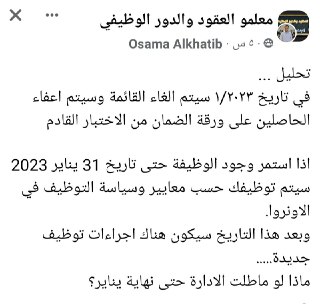 معلمو العقود والدور الوظيفي
٥٠ س · Osama Alkhatib
تحليل ...
في تاريخ ١/٢٠٢٣ سيتم الغاء القائمة وسيتم اعفاء
الحاصلين على ورقة الضمان من الاختبار القادم
اذا استمر وجود الوظيفة حتى تاريخ 31 يناير 2023
سيتم توظيفك حسب معايير وسياسة التوظيف في
الاونروا.
وبعد هذا التاريخ سيكون هناك اجراءات توظيف
جديدة.....
ماذا لو ماطلت الادارة حتى نهاية يناير؟